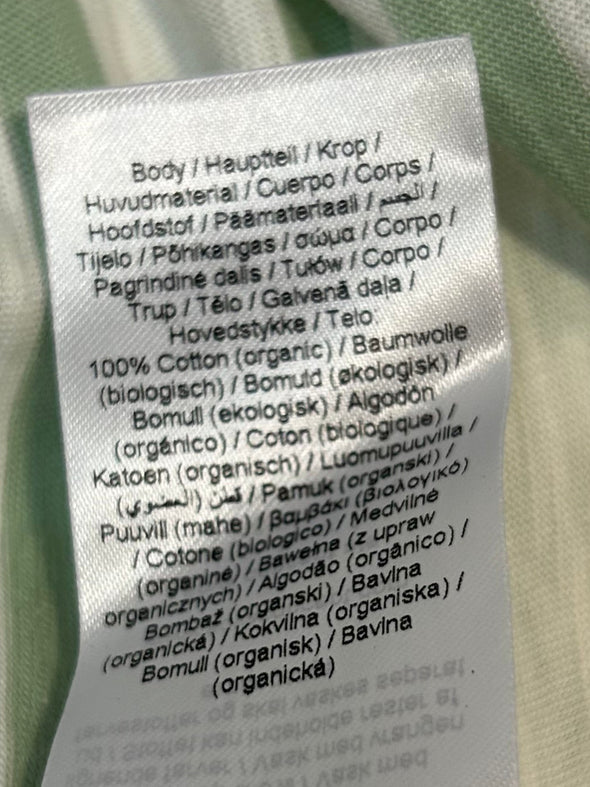 Body / Hauptteil / Krop /
Huvudmaterial / Cuerpo / Corps /
Hoofdstof / Päämateriaali / الجسم /
Tijelo / Põhikangas / σώμα / Corpo /
Pagrindinė dalis / Tułów / Corpo /
Trup / Tělo / Galvenā daļa /
Hovedstykke / Telo
100% Cotton (organic) / Baumwolle
(biologisch) / Bomuld (økologisk) /
Bomull (ekologisk) / Algodón
(orgánico) / Coton (biologique) /
Katoen (organisch) / Luomupuuvilla /
قطن (العضوي) / Pamuk (organski) /
Puuvill (mahe) / Βαμβάκι (βιολογικό)
/ Cotone (biologico) / Medvilnė
(organinė) / Bawełna (z upraw
organicznych) / Algodão (orgânico) /
Bombaž (organski) / Bavlna
(organická) / Kokvilna (organiska) /
Bomull (organisk) / Bavlna
(organická)